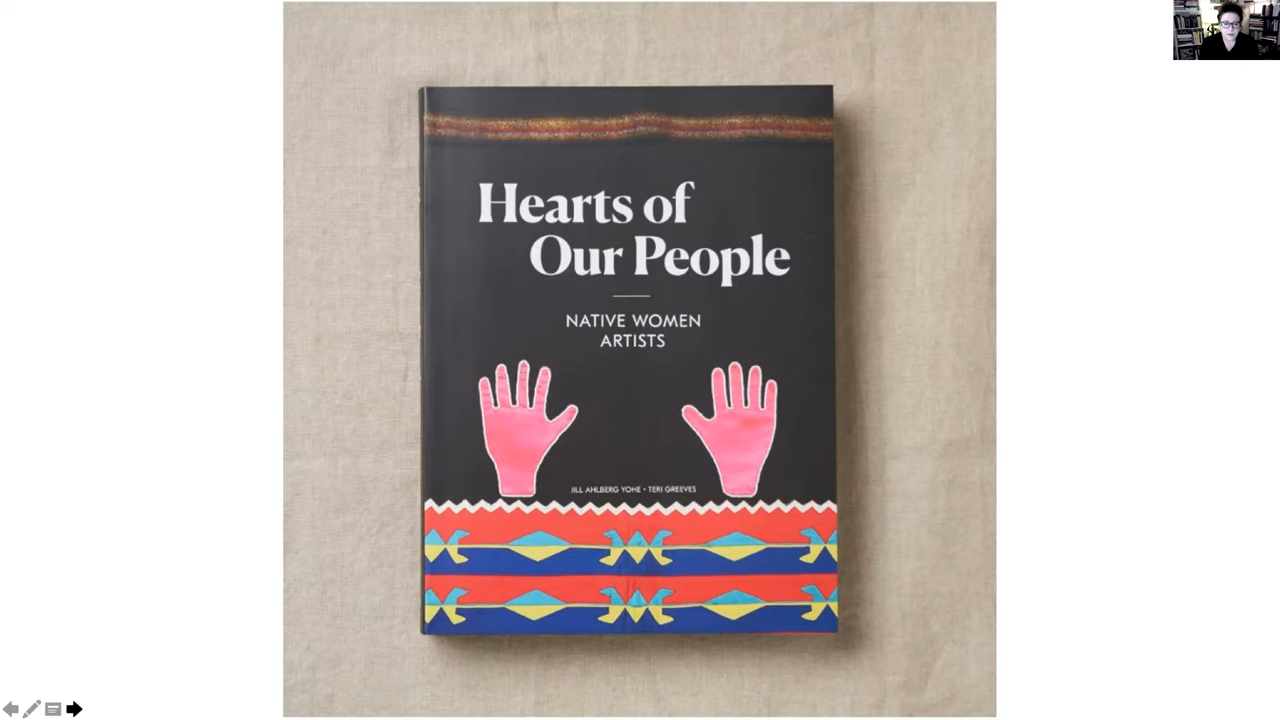 Hearts of
Our People
NATIVE WOMEN
ARTISTS
JILL AHLBERG YOHE • TERI GREEVES